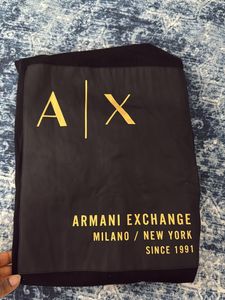 A|X
ARMANI EXCHANGE
MILANO / NEW YORK
SINCE 1991